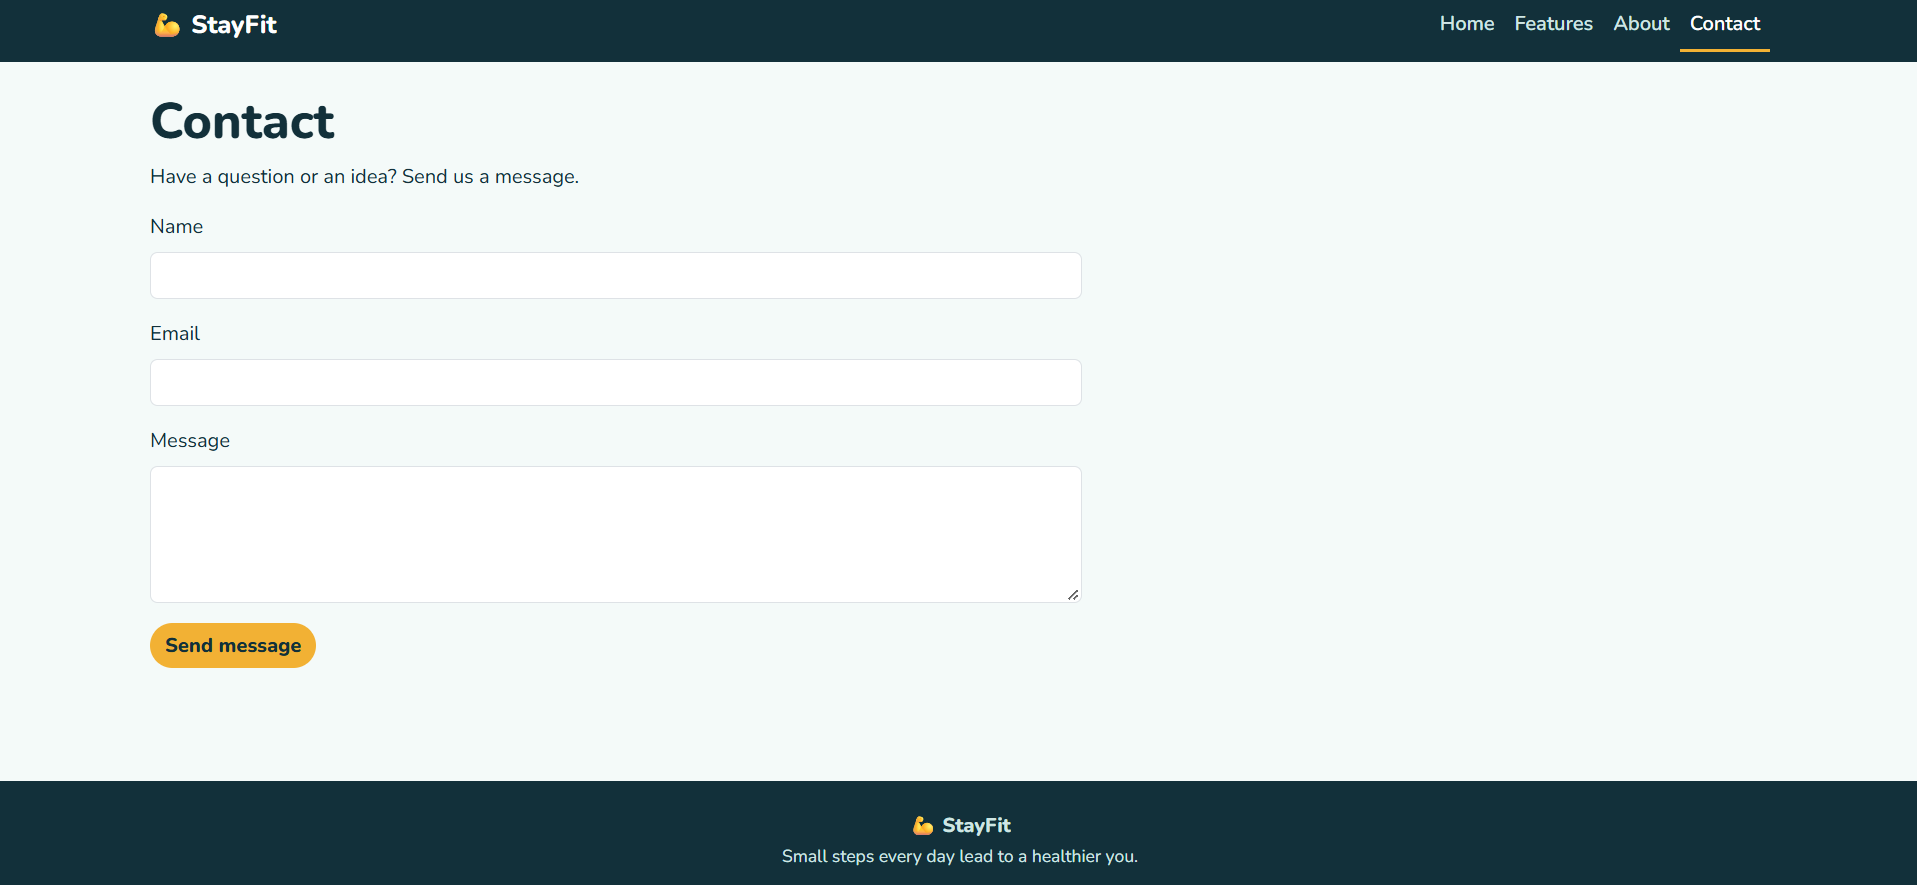 💪 StayFit
Home Features About Contact
Contact
Have a question or an idea? Send us a message.
Name
Email
Message
Send message
💪 StayFit
Small steps every day lead to a healthier you.